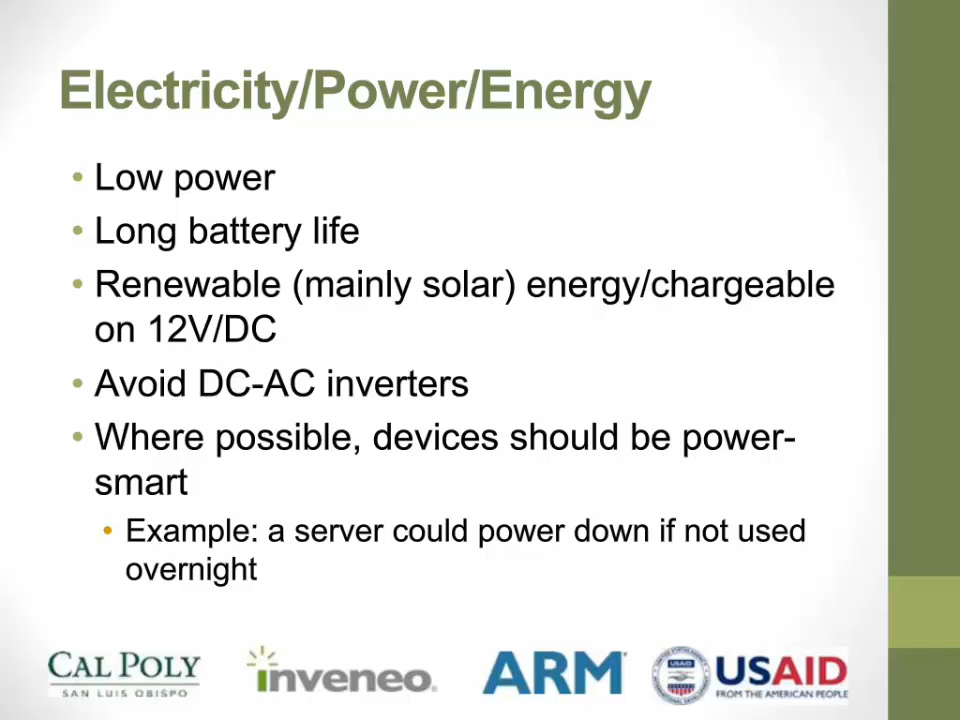 Electricity/Power/Energy
• Low power
• Long battery life
• Renewable (mainly solar) energy/chargeable
on 12V/DC
• Avoid DC-AC inverters
• Where possible, devices should be power-
smart
• Example: a server could power down if not used
overnight
CAL POLY
SAN LUIS OBISPO
inveneo
ARM
USAID
USAID
FROM THE AMERICAN PEOPLE